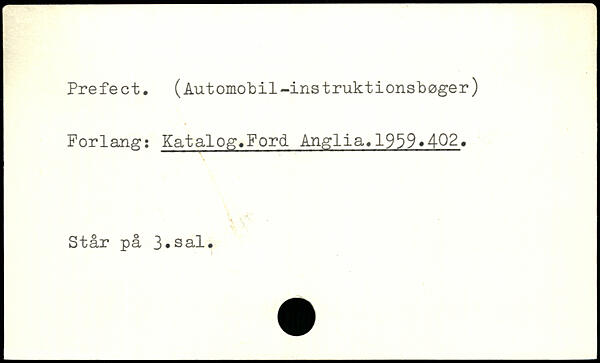 Prefect. (Automobil-instruktionsbøger)
Forlang: Katalog.Ford Anglia.1959.402.
Står på 3.sal.